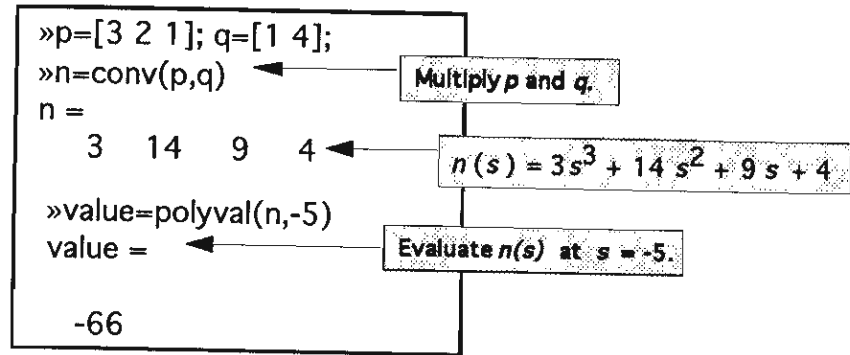 »p=[3 2 1]; q=[1 4];
»n=conv(p,q)
Multiply p and q.
n =
3 14 9 4
n(s) = 3s³ + 14 s² + 9 s + 4
»value=polyval(n,-5)
value =
Evaluate n(s) at s = -5.
-66